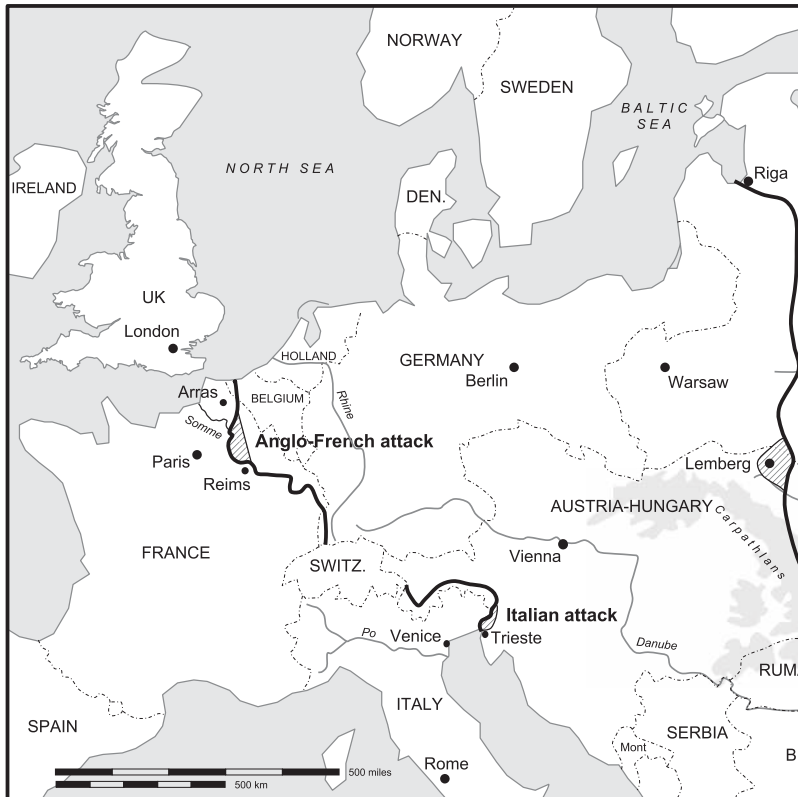 NORWAY
SWEDEN
BALTIC
SEA
NORTH SEA
Riga
IRELAND
DEN.
UK
London
HOLLAND
GERMANY
Berlin
Warsaw
Arras
BELGIUM
Rhine
Somme
Anglo-French attack
Paris
Reims
Lemberg
AUSTRIA-HUNGARY
Carpathians
FRANCE
Vienna
SWITZ.
Italian attack
Po
Venice
Trieste
Danube
RUMA
ITALY
SPAIN
SERBIA
Mont
B
Rome
500 miles
500 km